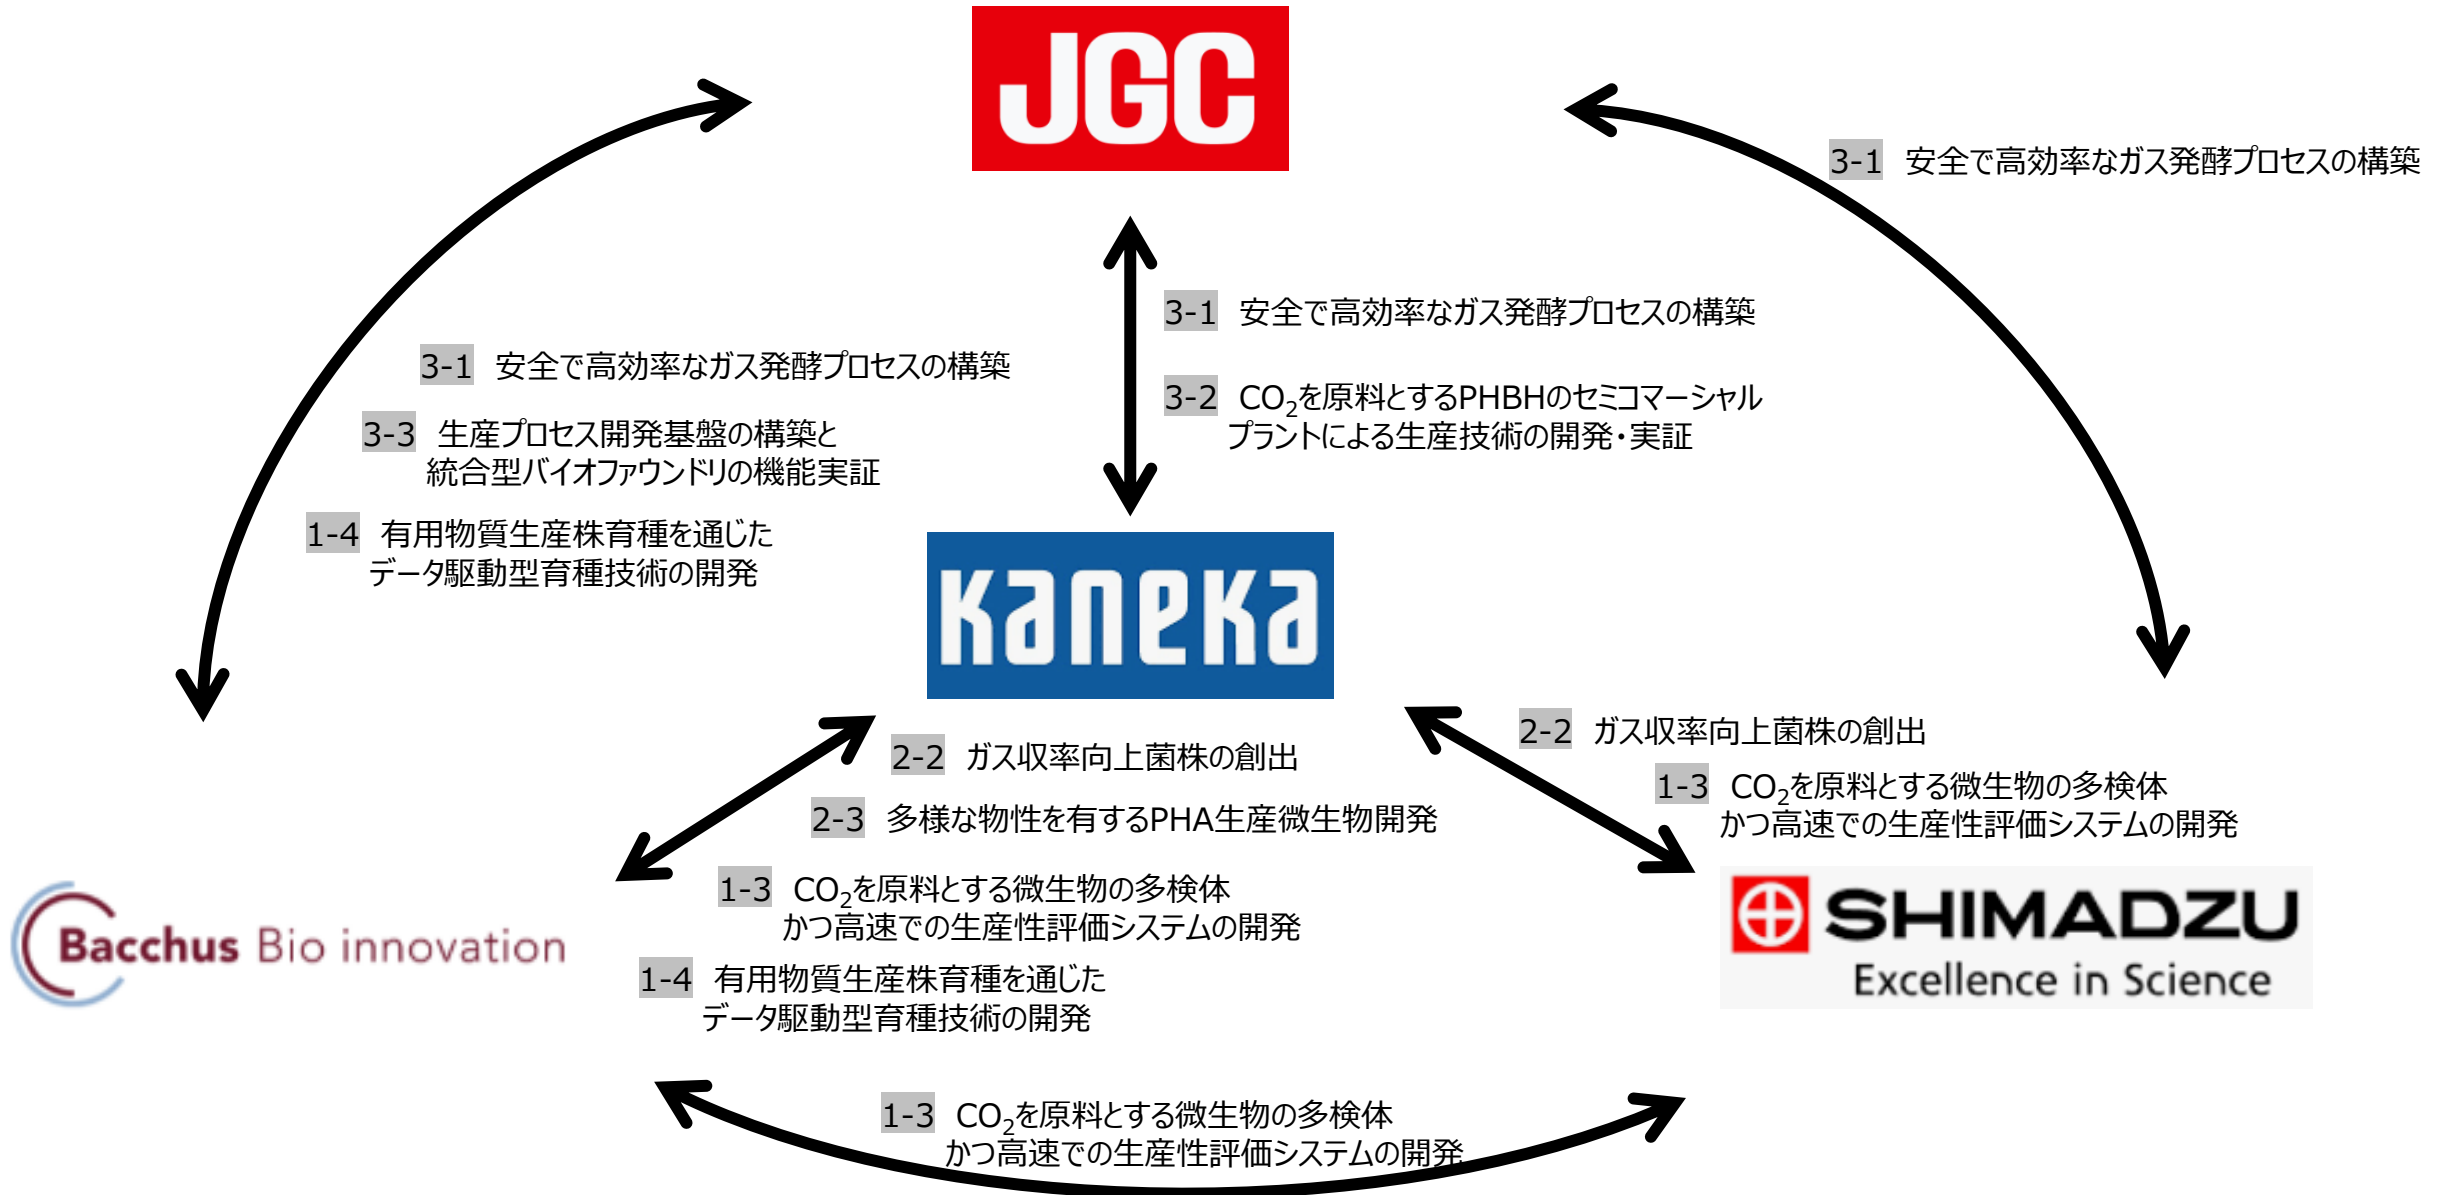 JGC
3-1 安全で高効率なガス発酵プロセスの構築
3-1 安全で高効率なガス発酵プロセスの構築
3-2 CO₂を原料とするPHBHのセミコマーシャル
プラントによる生産技術の開発・実証
3-1 安全で高効率なガス発酵プロセスの構築
3-3 生産プロセス開発基盤の構築と
統合型バイオファウンドリの機能実証
1-4 有用物質生産株育種を通じた
データ駆動型育種技術の開発
kaneka
2-2 ガス収率向上菌株の創出
2-3 多様な物性を有するPHA生産微生物開発
1-3 CO₂を原料とする微生物の多検体
かつ高速での生産性評価システムの開発
1-4 有用物質生産株育種を通じた
データ駆動型育種技術の開発
2-2 ガス収率向上菌株の創出
1-3 CO₂を原料とする微生物の多検体
かつ高速での生産性評価システムの開発
Bacchus Bio innovation
SHIMADZU
Excellence in Science
1-3 CO₂を原料とする微生物の多検体
かつ高速での生産性評価システムの開発